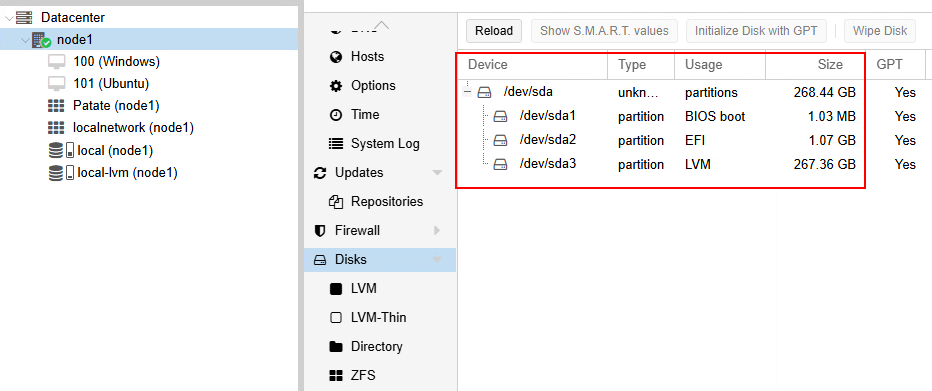 Datacenter
node1
100 (Windows)
101 (Ubuntu)
Patate (node1)
localnetwork (node1)
local (node1)
local-lvm (node1)
Hosts
Options
Time
System Log
Updates
Repositories
Firewall
Disks
LVM
LVM-Thin
Directory
ZFS
Reload Show S.M.A.R.T. values Initialize Disk with GPT Wipe Disk
Device Type Usage Size GPT
/dev/sda unkn... partitions 268.44 GB Yes
/dev/sda1 partition BIOS boot 1.03 MB Yes
/dev/sda2 partition EFI 1.07 GB Yes
/dev/sda3 partition LVM 267.36 GB Yes